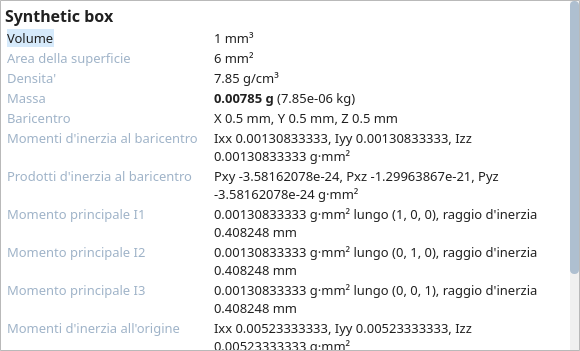 Synthetic box
Volume 1 mm³
Area della superficie 6 mm²
Densita' 7.85 g/cm³
Massa 0.00785 g (7.85e-06 kg)
Baricentro X 0.5 mm, Y 0.5 mm, Z 0.5 mm
Momenti d'inerzia al baricentro Ixx 0.00130833333, Iyy 0.00130833333, Izz
0.00130833333 g·mm²
Prodotti d'inerzia al baricentro Pxy -3.58162078e-24, Pxz -1.29963867e-21, Pyz
-3.58162078e-24 g·mm²
Momento principale I1 0.00130833333 g·mm² lungo (1, 0, 0), raggio d'inerzia
0.408248 mm
Momento principale I2 0.00130833333 g·mm² lungo (0, 1, 0), raggio d'inerzia
0.408248 mm
Momento principale I3 0.00130833333 g·mm² lungo (0, 0, 1), raggio d'inerzia
0.408248 mm
Momenti d'inerzia all'origine Ixx 0.00523333333, Iyy 0.00523333333, Izz
0.00523333333 g·mm²